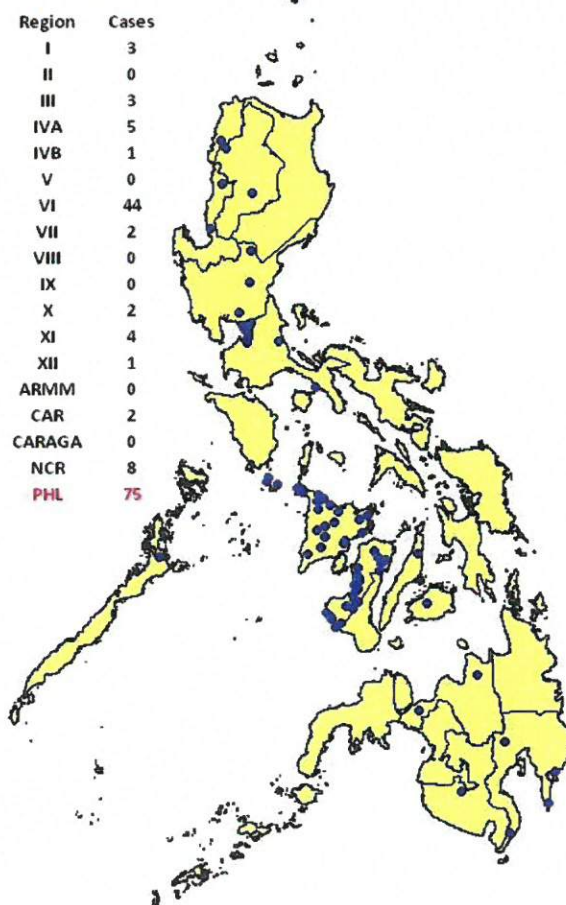 Region Cases
I 3
II 0
III 3
IVA 5
IVB 1
V 0
VI 44
VII 2
VIII 0
IX 0
X 2
XI 4
XII 1
ARMM 0
CAR 2
CARAGA 0
NCR 8
PHL 75